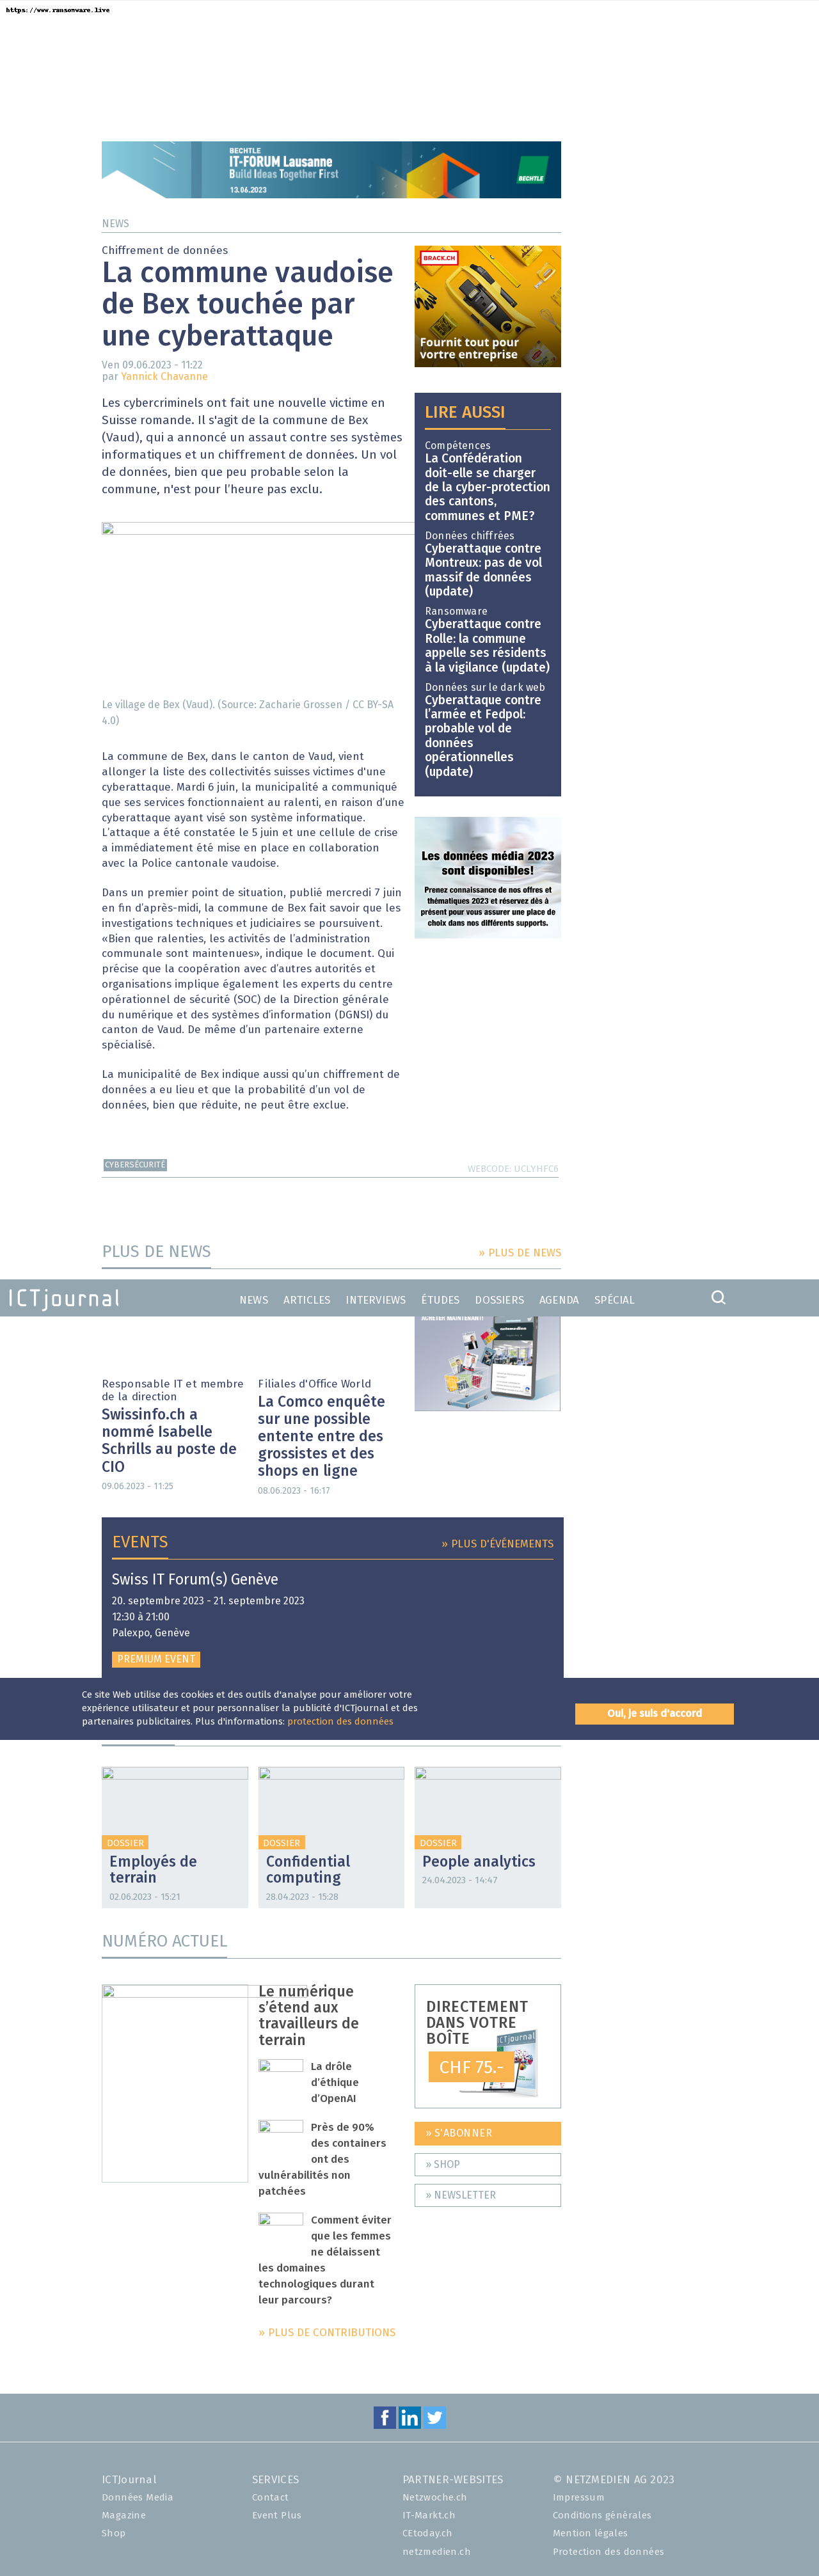 https://www.ransomware.live
BECHTLE
IT-FORUM Lausanne
Build Ideas Together First
13.06.2023
BECHTLE
NEWS
Chiffrement de données
La commune vaudoise
de Bex touchée par
une cyberattaque
Ven 09.06.2023 - 11:22
par Yannick Chavanne
Les cybercriminels ont fait une nouvelle victime en
Suisse romande. Il s'agit de la commune de Bex
(Vaud), qui a annoncé un assaut contre ses systèmes
informatiques et un chiffrement de données. Un vol
de données, bien que peu probable selon la
commune, n'est pour l’heure pas exclu.
Le village de Bex (Vaud). (Source: Zacharie Grossen / CC BY-SA
4.0)
La commune de Bex, dans le canton de Vaud, vient
allonger la liste des collectivités suisses victimes d'une
cyberattaque. Mardi 6 juin, la municipalité a communiqué
que ses services fonctionnaient au ralenti, en raison d’une
cyberattaque ayant visé son système informatique.
L’attaque a été constatée le 5 juin et une cellule de crise
a immédiatement été mise en place en collaboration
avec la Police cantonale vaudoise.
Dans un premier point de situation, publié mercredi 7 juin
en fin d’après-midi, la commune de Bex fait savoir que les
investigations techniques et judiciaires se poursuivent.
«Bien que ralenties, les activités de l’administration
communale sont maintenues», indique le document. Qui
précise que la coopération avec d’autres autorités et
organisations implique également les experts du centre
opérationnel de sécurité (SOC) de la Direction générale
du numérique et des systèmes d’information (DGNSI) du
canton de Vaud. De même d’un partenaire externe
spécialisé.
La municipalité de Bex indique aussi qu’un chiffrement de
données a eu lieu et que la probabilité d’un vol de
données, bien que réduite, ne peut être exclue.
BRACK.CH
Fournit tout pour
vortre entreprise
LIRE AUSSI
Compétences
La Confédération
doit-elle se charger
de la cyber-protection
des cantons,
communes et PME?
Données chiffrées
Cyberattaque contre
Montreux: pas de vol
massif de données
(update)
Ransomware
Cyberattaque contre
Rolle: la commune
appelle ses résidents
à la vigilance (update)
Données sur le dark web
Cyberattaque contre
l’armée et Fedpol:
probable vol de
données
opérationnelles
(update)
Les données média 2023
sont disponibles!
Prenez connaissance de nos offres et
thématiques 2023 et réservez dès à
présent pour vous assurer une place de
choix dans nos différents supports.
CYBERSÉCURITÉ
WEBCODE: UCLYHFC6
PLUS DE NEWS
» PLUS DE NEWS
ICTjournal
NEWS ARTICLES INTERVIEWS ÉTUDES DOSSIERS AGENDA SPÉCIAL
ACHETER MAINTENANT!
Responsable IT et membre
de la direction
Swissinfo.ch a
nommé Isabelle
Schrills au poste de
CIO
09.06.2023 - 11:25
Filiales d'Office World
La Comco enquête
sur une possible
entente entre des
grossistes et des
shops en ligne
08.06.2023 - 16:17
EVENTS
» PLUS D'ÉVÉNEMENTS
Swiss IT Forum(s) Genève
20. septembre 2023 - 21. septembre 2023
12:30 à 21:00
Palexpo, Genève
PREMIUM EVENT
Ce site Web utilise des cookies et des outils d'analyse pour améliorer votre
expérience utilisateur et pour personnaliser la publicité d'ICTjournal et des
partenaires publicitaires. Plus d'informations: protection des données
Oui, je suis d'accord
DOSSIER
Employés de
terrain
02.06.2023 - 15:21
DOSSIER
Confidential
computing
28.04.2023 - 15:28
DOSSIER
People analytics
24.04.2023 - 14:47
NUMÉRO ACTUEL
Le numérique
s’étend aux
travailleurs de
terrain
La drôle
d’éthique
d’OpenAI
Près de 90%
des containers
ont des
vulnérabilités non
patchées
Comment éviter
que les femmes
ne délaissent
les domaines
technologiques durant
leur parcours?
» PLUS DE CONTRIBUTIONS
DIRECTEMENT
DANS VOTRE
BOÎTE
ICTjournal
CHF 75.-
» S'ABONNER
» SHOP
» NEWSLETTER
ICTJournal
Données Media
Magazine
Shop
SERVICES
Contact
Event Plus
PARTNER-WEBSITES
Netzwoche.ch
IT-Markt.ch
CEtoday.ch
netzmedien.ch
© NETZMEDIEN AG 2023
Impressum
Conditions générales
Mention légales
Protection des données